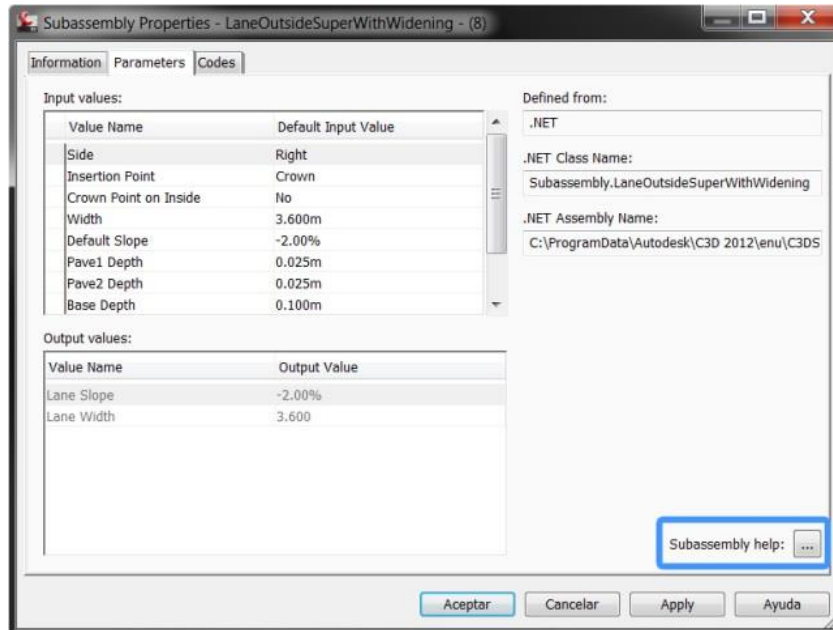 Subassembly Properties - LaneOutsideSuperWithWidening - (8)
Information Parameters Codes
Input values:
Value Name Default Input Value
Side Right
Insertion Point Crown
Crown Point on Inside No
Width 3.600m
Default Slope -2.00%
Pave1 Depth 0.025m
Pave2 Depth 0.025m
Base Depth 0.100m
Output values:
Value Name Output Value
Lane Slope -2.00%
Lane Width 3.600
Defined from:
.NET
.NET Class Name:
Subassembly.LaneOutsideSuperWithWidening
.NET Assembly Name:
C:\ProgramData\Autodesk\C3D 2012\enu\C3DS
Subassembly help: ...
Aceptar Cancelar Apply Ayuda